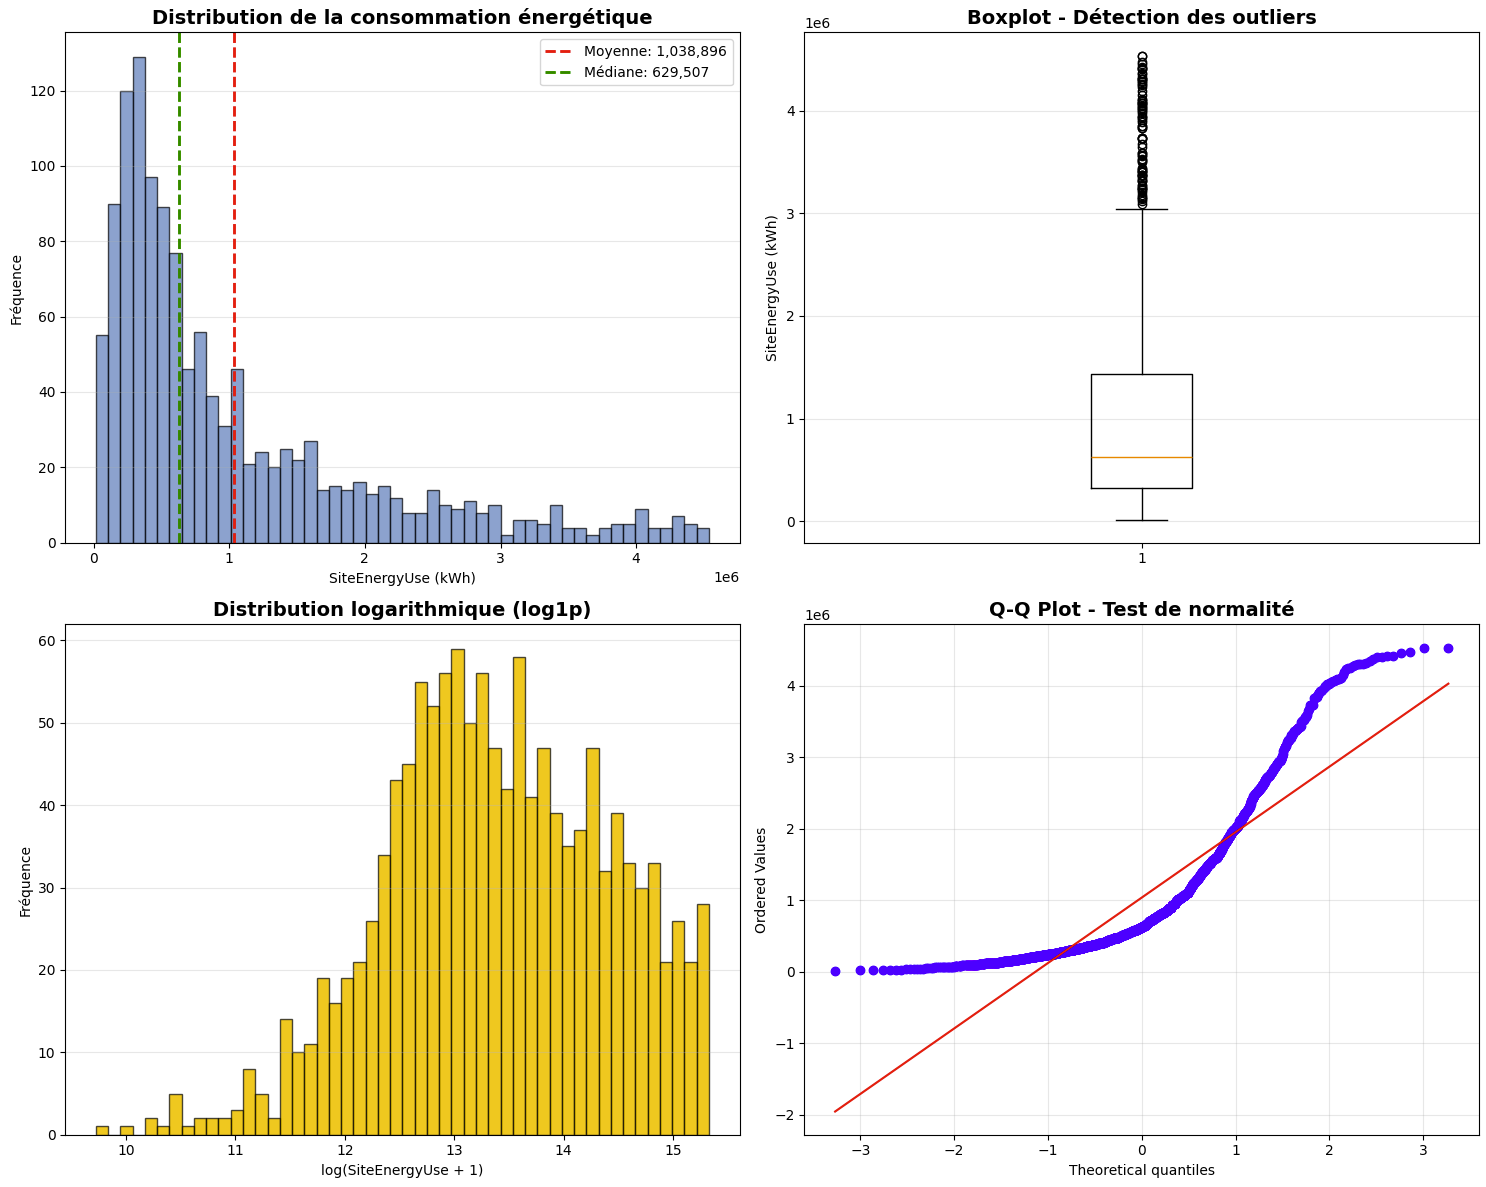 Distribution de la consommation énergétique
Moyenne: 1,038,896
Médiane: 629,507
Fréquence
120
100
80
60
40
20
0
0 1 2 3 4
1e6
SiteEnergyUse (kWh)
Boxplot - Détection des outliers
1e6
SiteEnergyUse (kWh)
4
3
2
1
0
1
Distribution logarithmique (log1p)
Fréquence
60
50
40
30
20
10
0
10 11 12 13 14 15
log(SiteEnergyUse + 1)
Q-Q Plot - Test de normalité
1e6
Ordered Values
4
3
2
1
0
−1
−2
−3 −2 −1 0 1 2 3
Theoretical quantiles